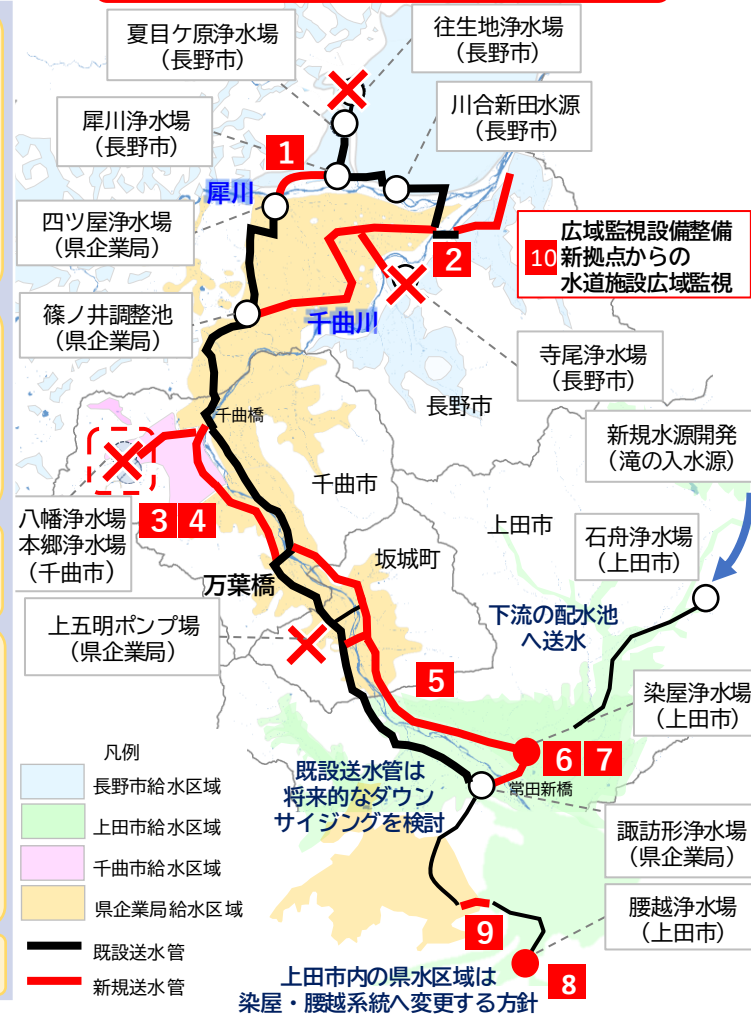 夏目ケ原浄水場
（長野市）
往生地浄水場
（長野市）
犀川浄水場
（長野市）
川合新田水源
（長野市）
1
犀川
四ツ屋浄水場
（県企業局）
2
10
広域監視設備整備
新拠点からの
水道施設広域監視
篠ノ井調整池
（県企業局）
千曲川
寺尾浄水場
（長野市）
長野市
千曲橋
新規水源開発
（滝の入水源）
千曲市
八幡浄水場
本郷浄水場
（千曲市）
3
4
上田市
石舟浄水場
（上田市）
坂城町
万葉橋
下流の配水池
へ送水
上五明ポンプ場
（県企業局）
5
染屋浄水場
（上田市）
6
7
凡例
長野市給水区域
上田市給水区域
千曲市給水区域
県企業局給水区域
既設送水管
新規送水管
既設送水管は
将来的なダウン
サイジングを検討
常田新橋
諏訪形浄水場
（県企業局）
腰越浄水場
（上田市）
9
8
上田市内の県水区域は
染屋・腰越系統へ変更する方針